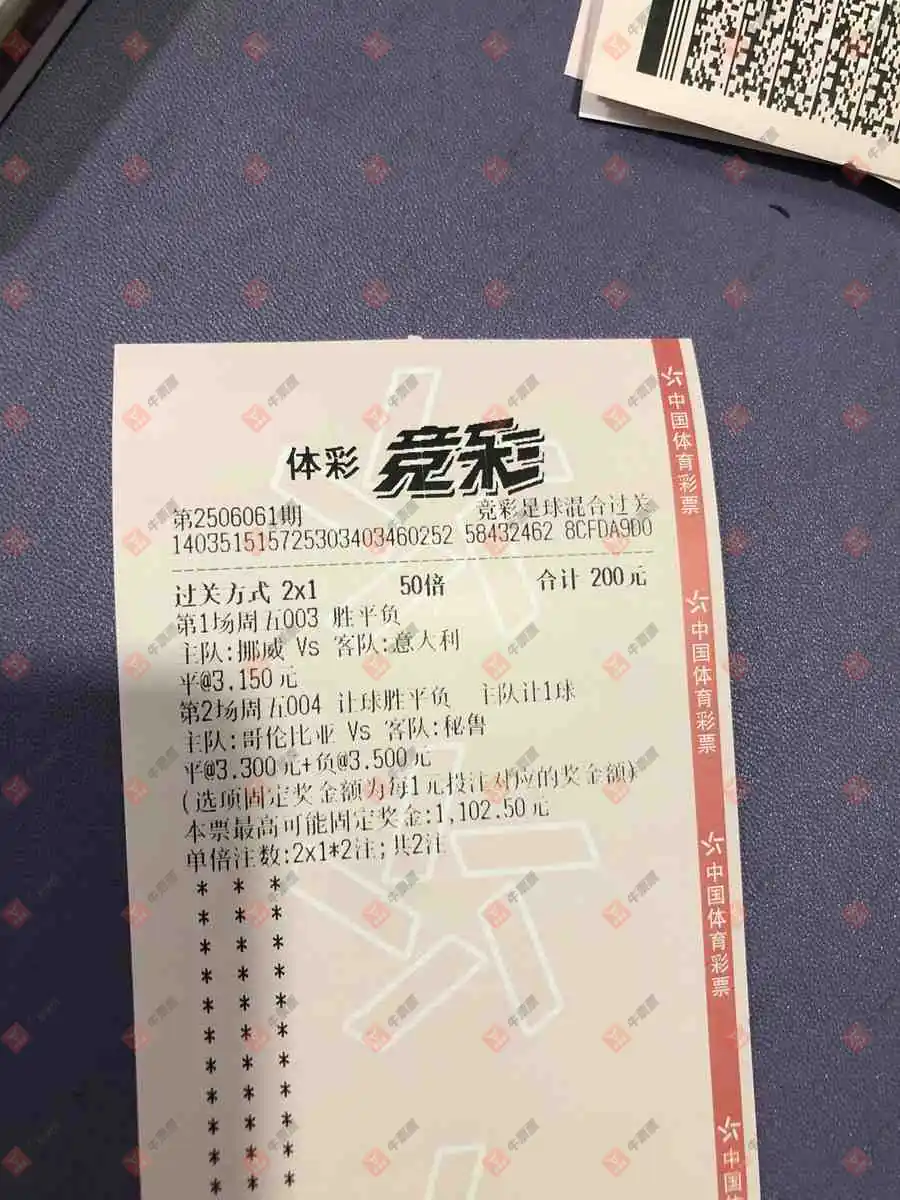 体彩 竞彩
第2506061期 竞彩足球混合过关
140351515725303403460252 58432462 8CFDA9D0
过关方式 2x1 50倍 合计 200元
第1场周五003 胜平负
主队:挪威 Vs 客队:意大利
平@3.150元
第2场周五004 让球胜平负 主队让1球
主队:哥伦比亚 Vs 客队:秘鲁
平@3.300元+负@3.500元
(选项固定奖金额为每1元投注对应的奖金额)
本票最高可能固定奖金:1,102.50元
单倍注数:2x1*2注;共2注
* * *
* * *
* * *
* * *
* * *
* * *
* * *
* * *
* * *
* * *
* * *
中国体育彩票
中国体育彩票
中国体育彩票
中国
牛票票